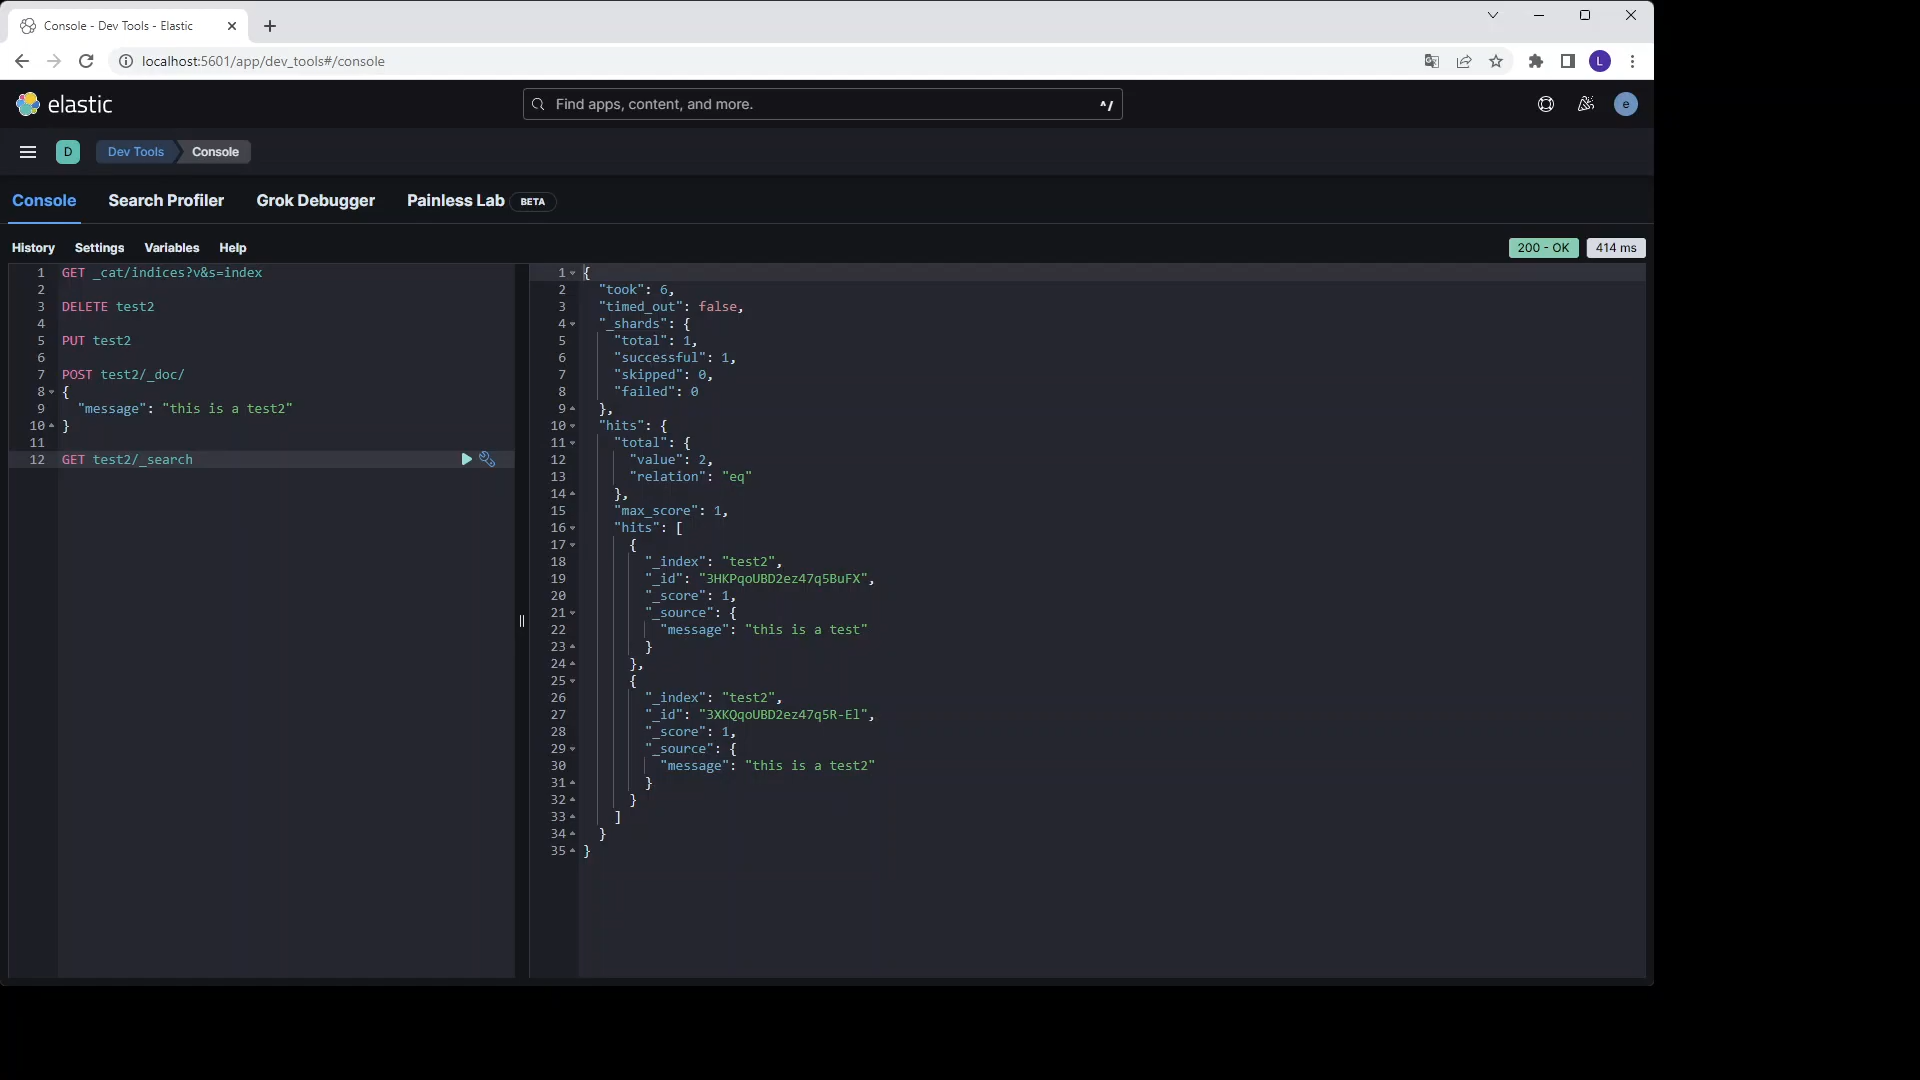 Console - Dev Tools - Elastic
localhost:5601/app/dev_tools#/console
L
elastic
Find apps, content, and more.
^/
e
D
Dev Tools
Console
Console
Search Profiler
Grok Debugger
Painless Lab
BETA
History
Settings
Variables
Help
200 - OK
414 ms
1 GET _cat/indices?v&s=index
2
3 DELETE test2
4
5 PUT test2
6
7 POST test2/_doc/
8 {
9 "message": "this is a test2"
10 }
11
12 GET test2/_search
1 {
2 "took": 6,
3 "timed_out": false,
4 "_shards": {
5 "total": 1,
6 "successful": 1,
7 "skipped": 0,
8 "failed": 0
9 },
10 "hits": {
11 "total": {
12 "value": 2,
13 "relation": "eq"
14 },
15 "max_score": 1,
16 "hits": [
17 {
18 "_index": "test2",
19 "_id": "3HKPqoUBD2ez47q5BuFX",
20 "_score": 1,
21 "_source": {
22 "message": "this is a test"
23 }
24 },
25 {
26 "_index": "test2",
27 "_id": "3XKQqoUBD2ez47q5R-El",
28 "_score": 1,
29 "_source": {
30 "message": "this is a test2"
31 }
32 }
33 ]
34 }
35 }